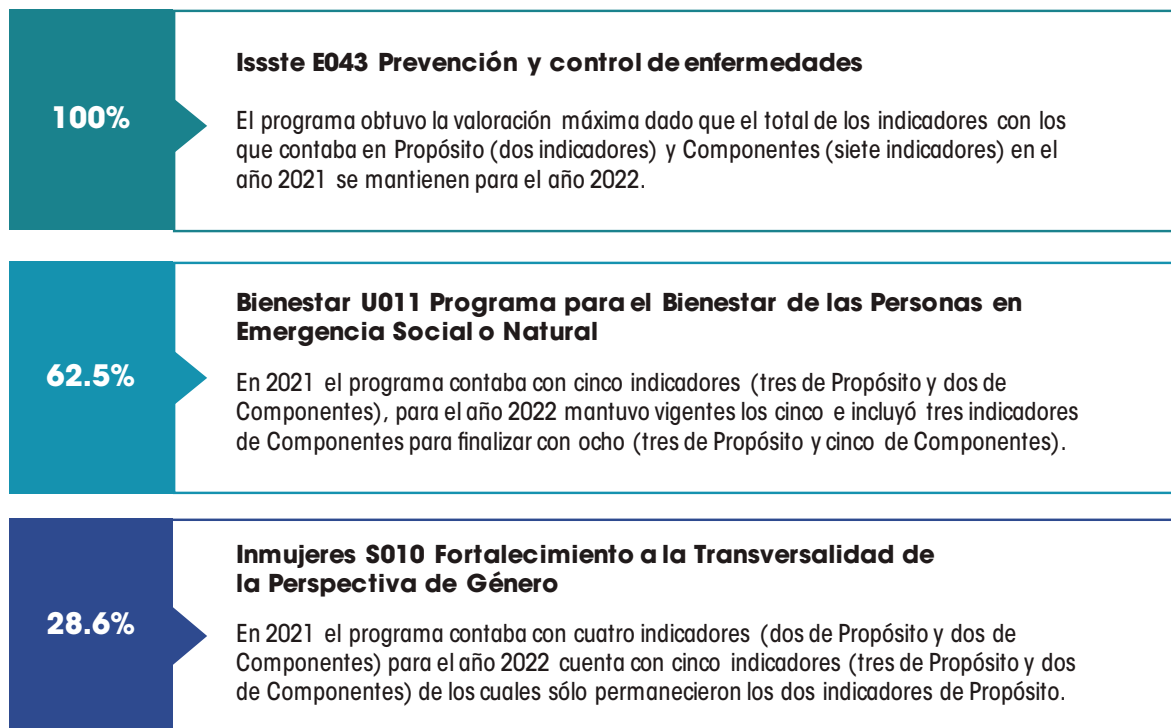 100%
Issste E043 Prevención y control de enfermedades
El programa obtuvo la valoración máxima dado que el total de los indicadores con los
que contaba en Propósito (dos indicadores) y Componentes (siete indicadores) en el
año 2021 se mantienen para el año 2022.
62.5%
Bienestar U011 Programa para el Bienestar de las Personas en
Emergencia Social o Natural
En 2021 el programa contaba con cinco indicadores (tres de Propósito y dos de
Componentes), para el año 2022 mantuvo vigentes los cinco e incluyó tres indicadores
de Componentes para finalizar con ocho (tres de Propósito y cinco de Componentes).
28.6%
Inmujeres S010 Fortalecimiento a la Transversalidad de
la Perspectiva de Género
En 2021 el programa contaba con cuatro indicadores (dos de Propósito y dos de
Componentes) para el año 2022 cuenta con cinco indicadores (tres de Propósito y dos
de Componentes) de los cuales sólo permanecieron los dos indicadores de Propósito.